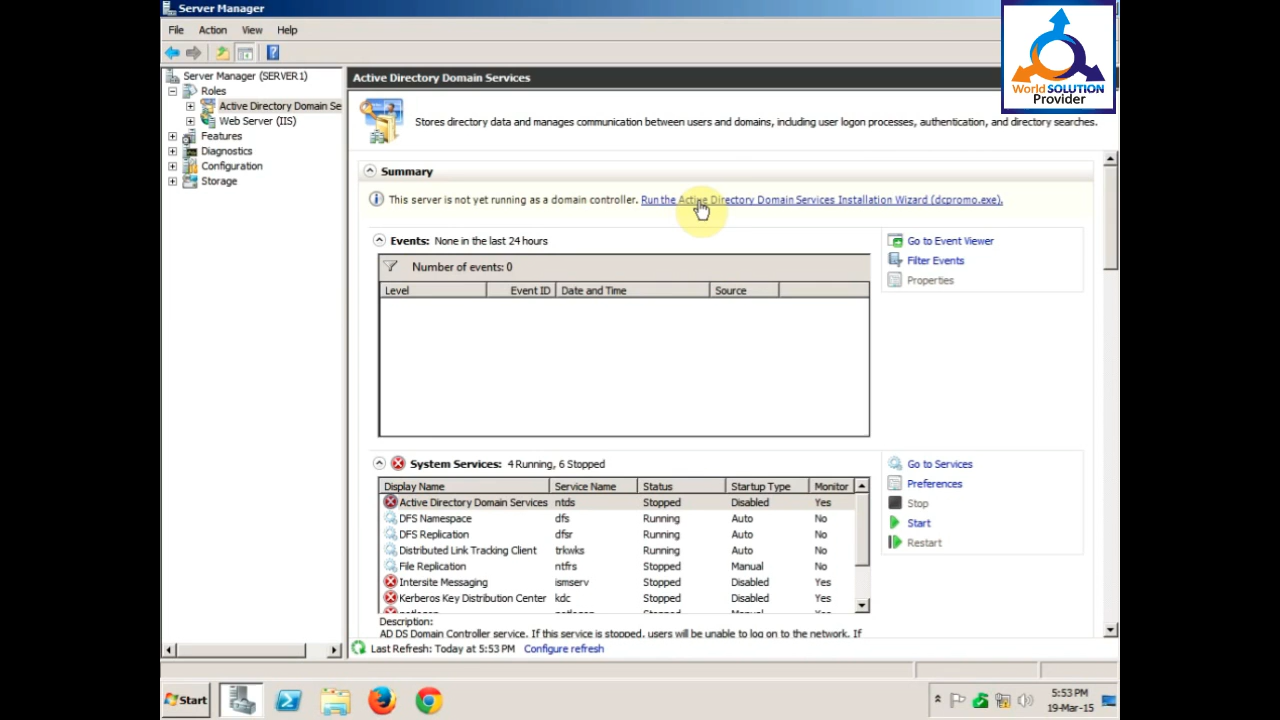 Server Manager
File Action View Help
World SOLUTION
Provider
Server Manager (SERVER1)
Roles
Active Directory Domain Se
Web Server (IIS)
Features
Diagnostics
Configuration
Storage
Active Directory Domain Services
Stores directory data and manages communication between users and domains, including user logon processes, authentication, and directory searches.
Summary
This server is not yet running as a domain controller. Run the Active Directory Domain Services Installation Wizard (dcpromo.exe).
Events: None in the last 24 hours
Number of events: 0
Level Event ID Date and Time Source
Go to Event Viewer
Filter Events
Properties
System Services: 4 Running, 6 Stopped
Display Name Service Name Status Startup Type Monitor
Active Directory Domain Services ntds Stopped Disabled Yes
DFS Namespace dfs Running Auto No
DFS Replication dfsr Running Auto No
Distributed Link Tracking Client trkwks Running Auto No
File Replication ntfrs Stopped Manual No
Intersite Messaging ismserv Stopped Disabled Yes
Kerberos Key Distribution Center kdc Stopped Disabled Yes
Go to Services
Preferences
Stop
Start
Restart
Description:
AD DS Domain Controller service. If this service is stopped, users will be unable to log on to the network. If
Last Refresh: Today at 5:53 PM Configure refresh
Start
5:53 PM
19-Mar-15